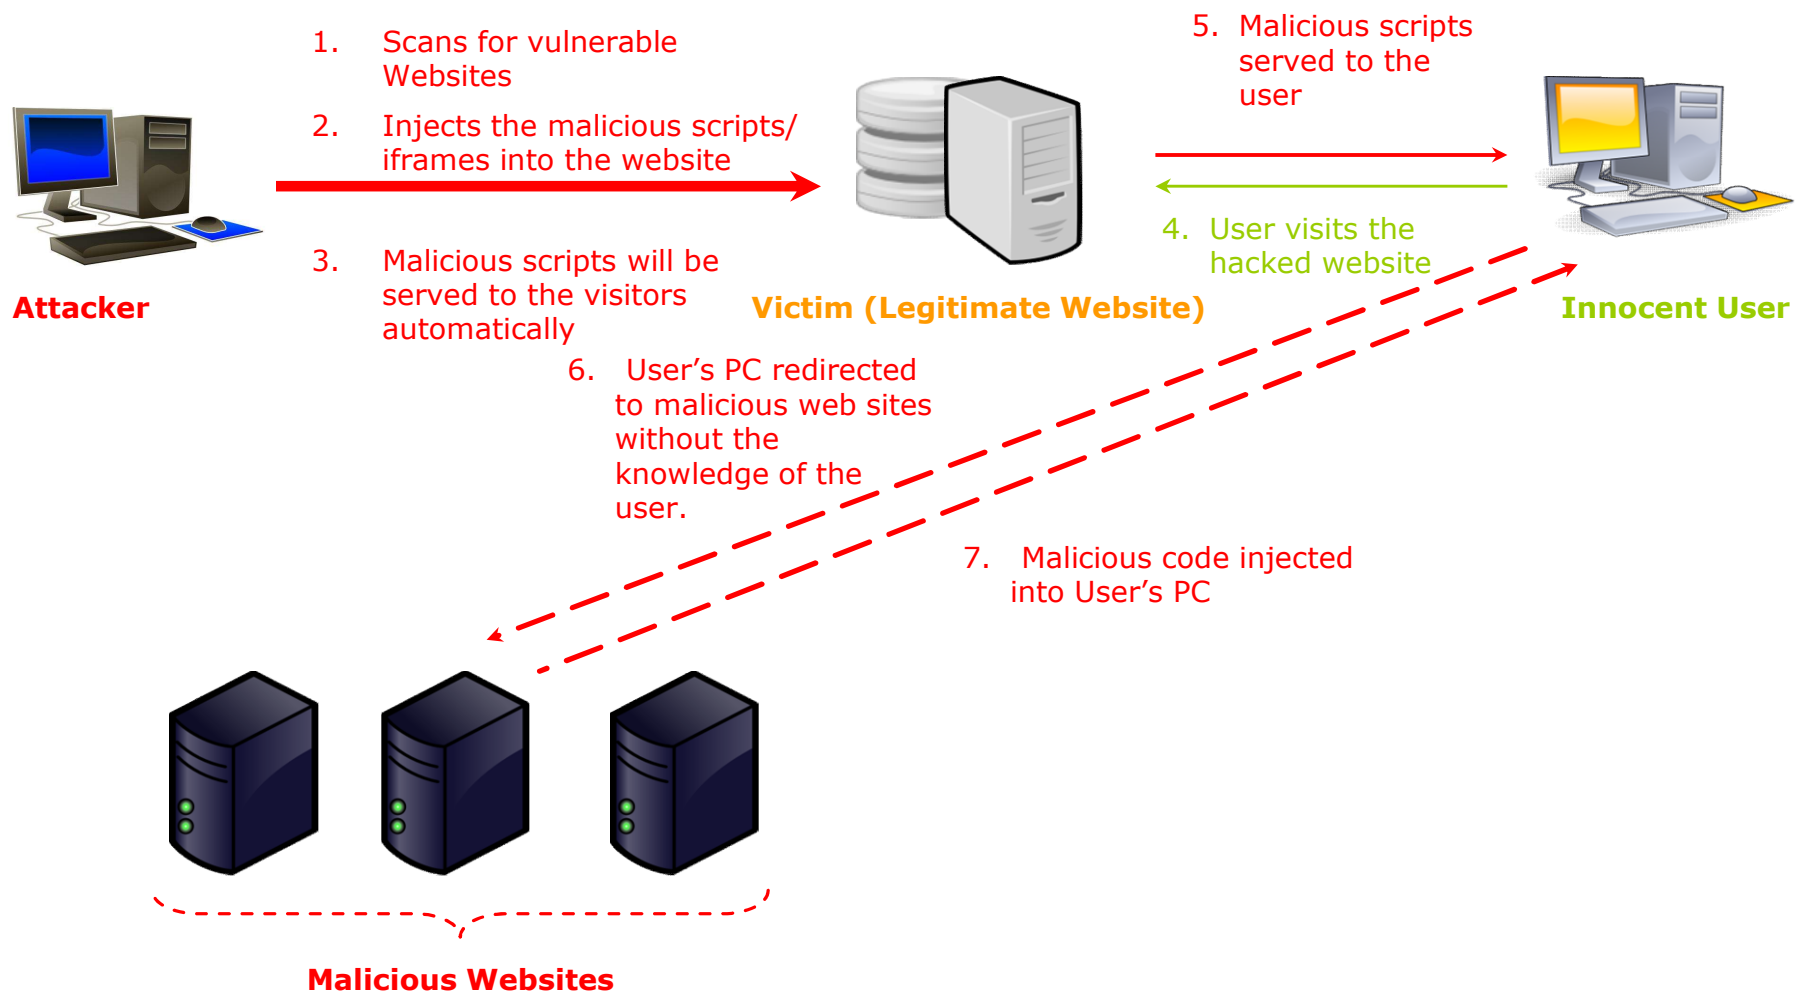 1. Scans for vulnerable
Websites
2. Injects the malicious scripts/
iframes into the website
3. Malicious scripts will be
served to the visitors
automatically
Attacker
Victim (Legitimate Website)
5. Malicious scripts
served to the
user
4. User visits the
hacked website
Innocent User
6. User’s PC redirected
to malicious web sites
without the
knowledge of the
user.
7. Malicious code injected
into User’s PC
Malicious Websites